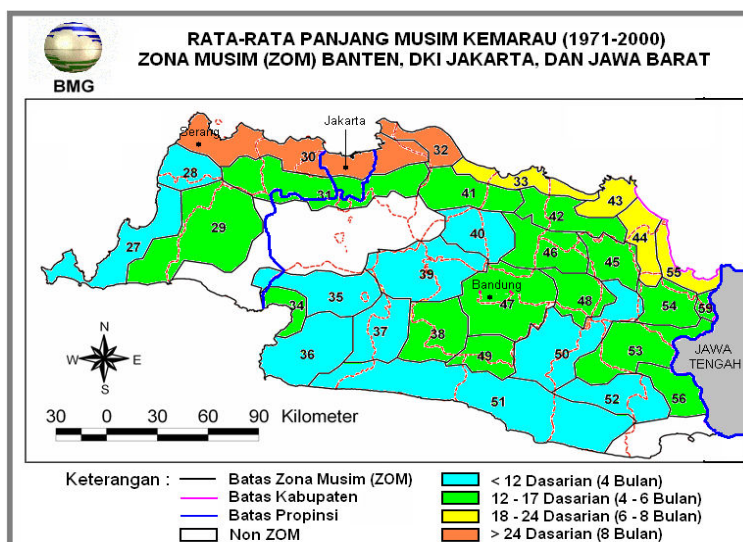 RATA-RATA PANJANG MUSIM KEMARAU (1971-2000)
ZONA MUSIM (ZOM) BANTEN, DKI JAKARTA, DAN JAWA BARAT
BMG
Jakarta
Serang
30
32
28
31
33
41
43
29
42
44
27
40
46
45
55
39
34
35
Bandung
47
48
54
59
37
38
36
49
50
53
JAWA
TENGAH
51
52
56
N
W E
S
30 0 30 60 90 Kilometer
Keterangan :
Batas Zona Musim (ZOM)
Batas Kabupaten
Batas Propinsi
Non ZOM
< 12 Dasarian (4 Bulan)
12 - 17 Dasarian (4 - 6 Bulan)
18 - 24 Dasarian (6 - 8 Bulan)
> 24 Dasarian (8 Bulan)